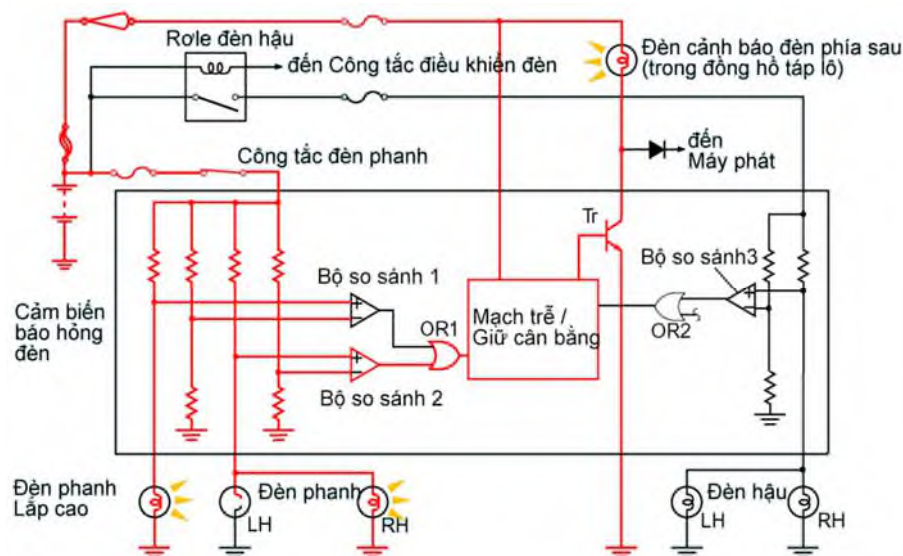 Rơle đèn hậu
đến Công tắc điều khiển đèn
Đèn cảnh báo đèn phía sau
(trong đồng hồ táp lô)
Công tắc đèn phanh
đến
Máy phát
Tr
Bộ so sánh 1
Bộ so sánh3
Cảm biến
báo hỏng
đèn
OR1
Mạch trễ /
Giữ cân bằng
OR2
Bộ so sánh 2
Đèn phanh
Lắp cao
Đèn phanh
LH
RH
Đèn hậu
LH
RH